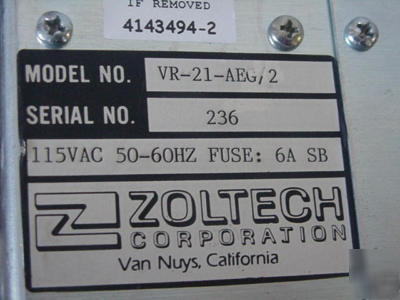 IF REMOVED
4143494-2
MODEL NO. VR-21-AEG/2
SERIAL NO. 236
115VAC 50-60HZ FUSE: 6A SB
ZOLTECH
CORPORATION
Van Nuys, California